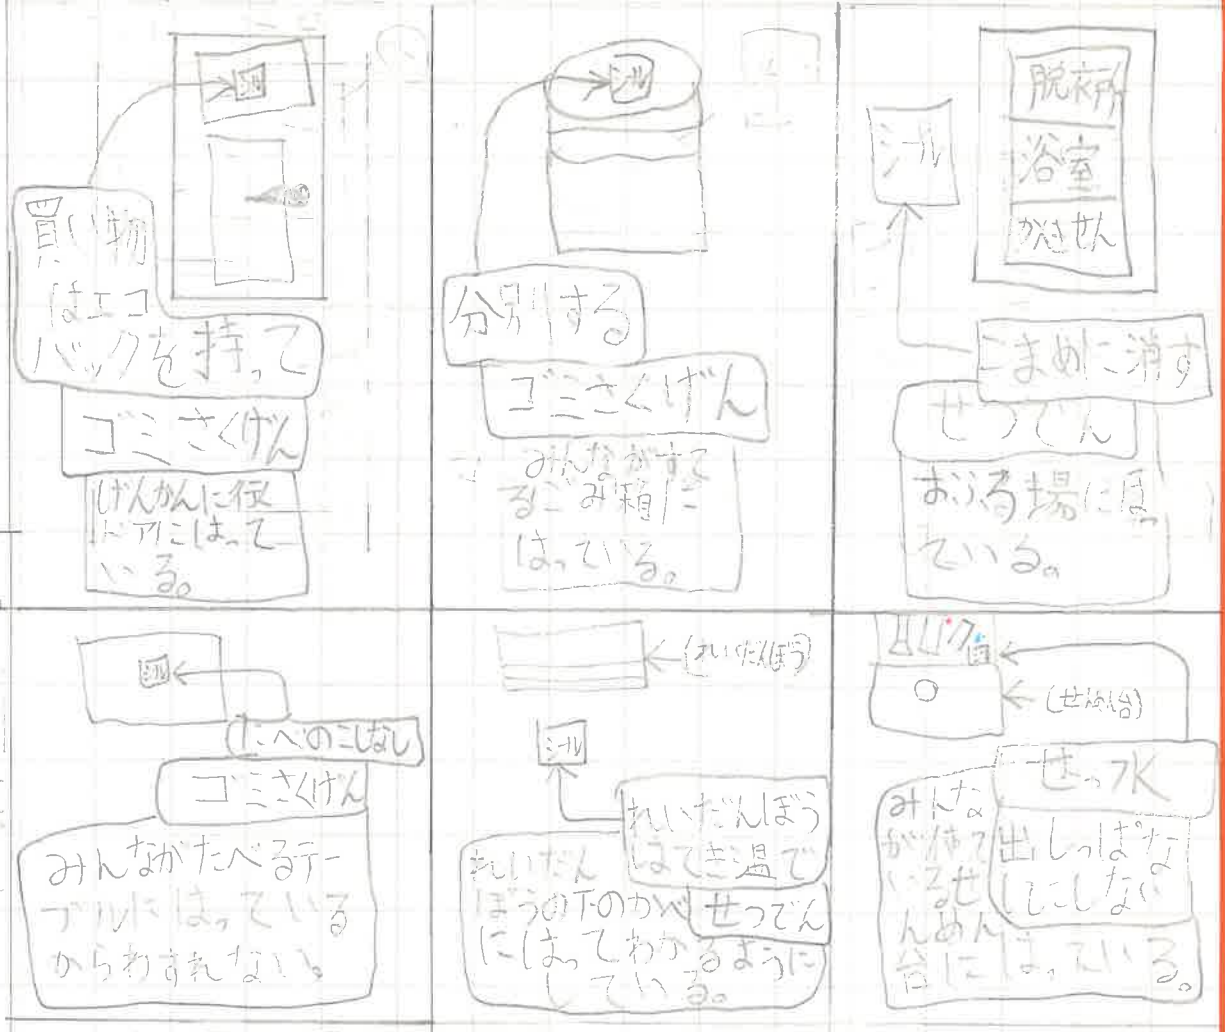 シール
買い物
はエコ
バックを持って
ゴミさくげん
げんかんに
ドアにはって
いる。
シール
分別する
ゴミさくげん
みんながすて
るごみ箱に
はっている。
脱衣所
浴室
かんきせん
シール
こまめに消す
せつでん
おふろ場にはっ
ている。
シール
たべのこしなし
ゴミさくげん
みんながたべるテー
ブルにはっている
からわすれない。
(れいだんぼう)
シール
れいだんぼう
はてき温で
せつでん
れいだん
ぼうの下のかべ
にはってわかるように
している。
(せんめん台)
せっ水
出しっぱな
しにしない
みんな
が使って
いるせ
んめん
台にはっている。